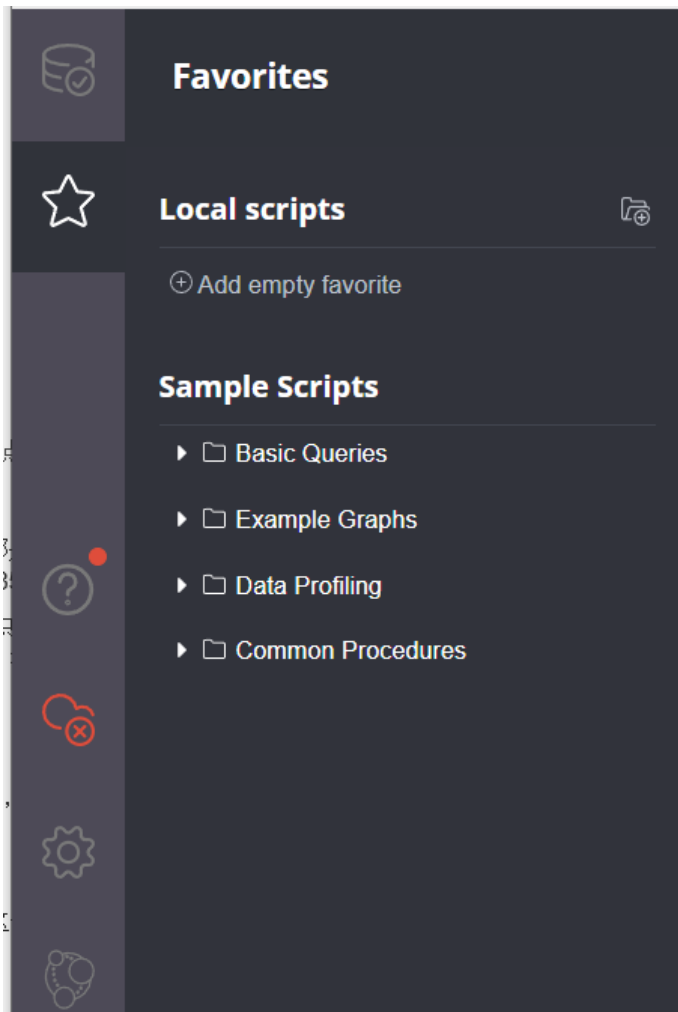 Favorites
Local scripts
Add empty favorite
Sample Scripts
Basic Queries
Example Graphs
Data Profiling
Common Procedures